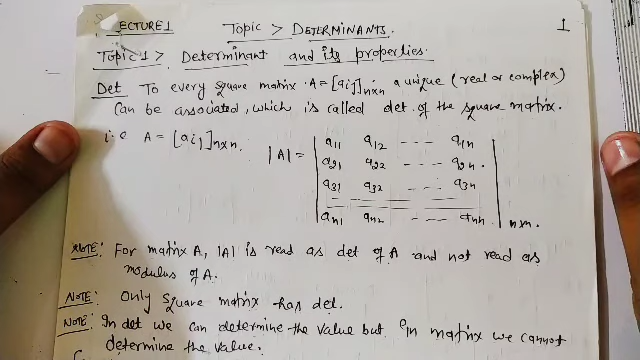 LECTURE 1 Topic > DETERMINANTS. 1
Topic 1 > Determinant and its properties.
Det To every square matrix A = [aij]n×n a unique (real or complex)
can be associated, which is called det. of the square matrix.
i.e A = [aij]n×n.
|A| = | a11 a12 --- --- a1n
a21 a22 --- --- a2n
a31 a32 --- --- a3n
an1 an2 --- --- ann | n×n.
NOTE: For matrix A, |A| is read as det of A and not read as
modulus of A.
NOTE: Only square matrix has det.
NOTE: In det we can determine the value but in matrix we cannot
determine the value.